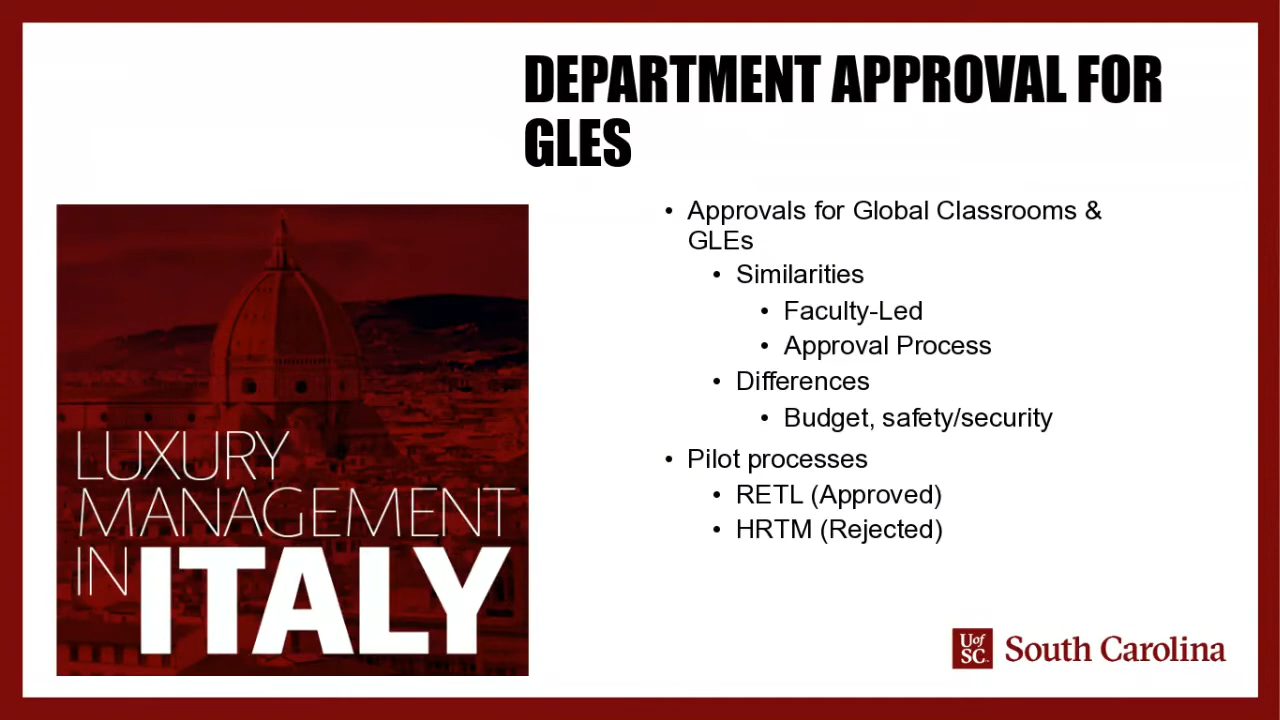 DEPARTMENT APPROVAL FOR
GLES
LUXURY
MANAGEMENT
IN ITALY
• Approvals for Global Classrooms &
GLEs
• Similarities
• Faculty-Led
• Approval Process
• Differences
• Budget, safety/security
• Pilot processes
• RETL (Approved)
• HRTM (Rejected)
UofSC. South Carolina